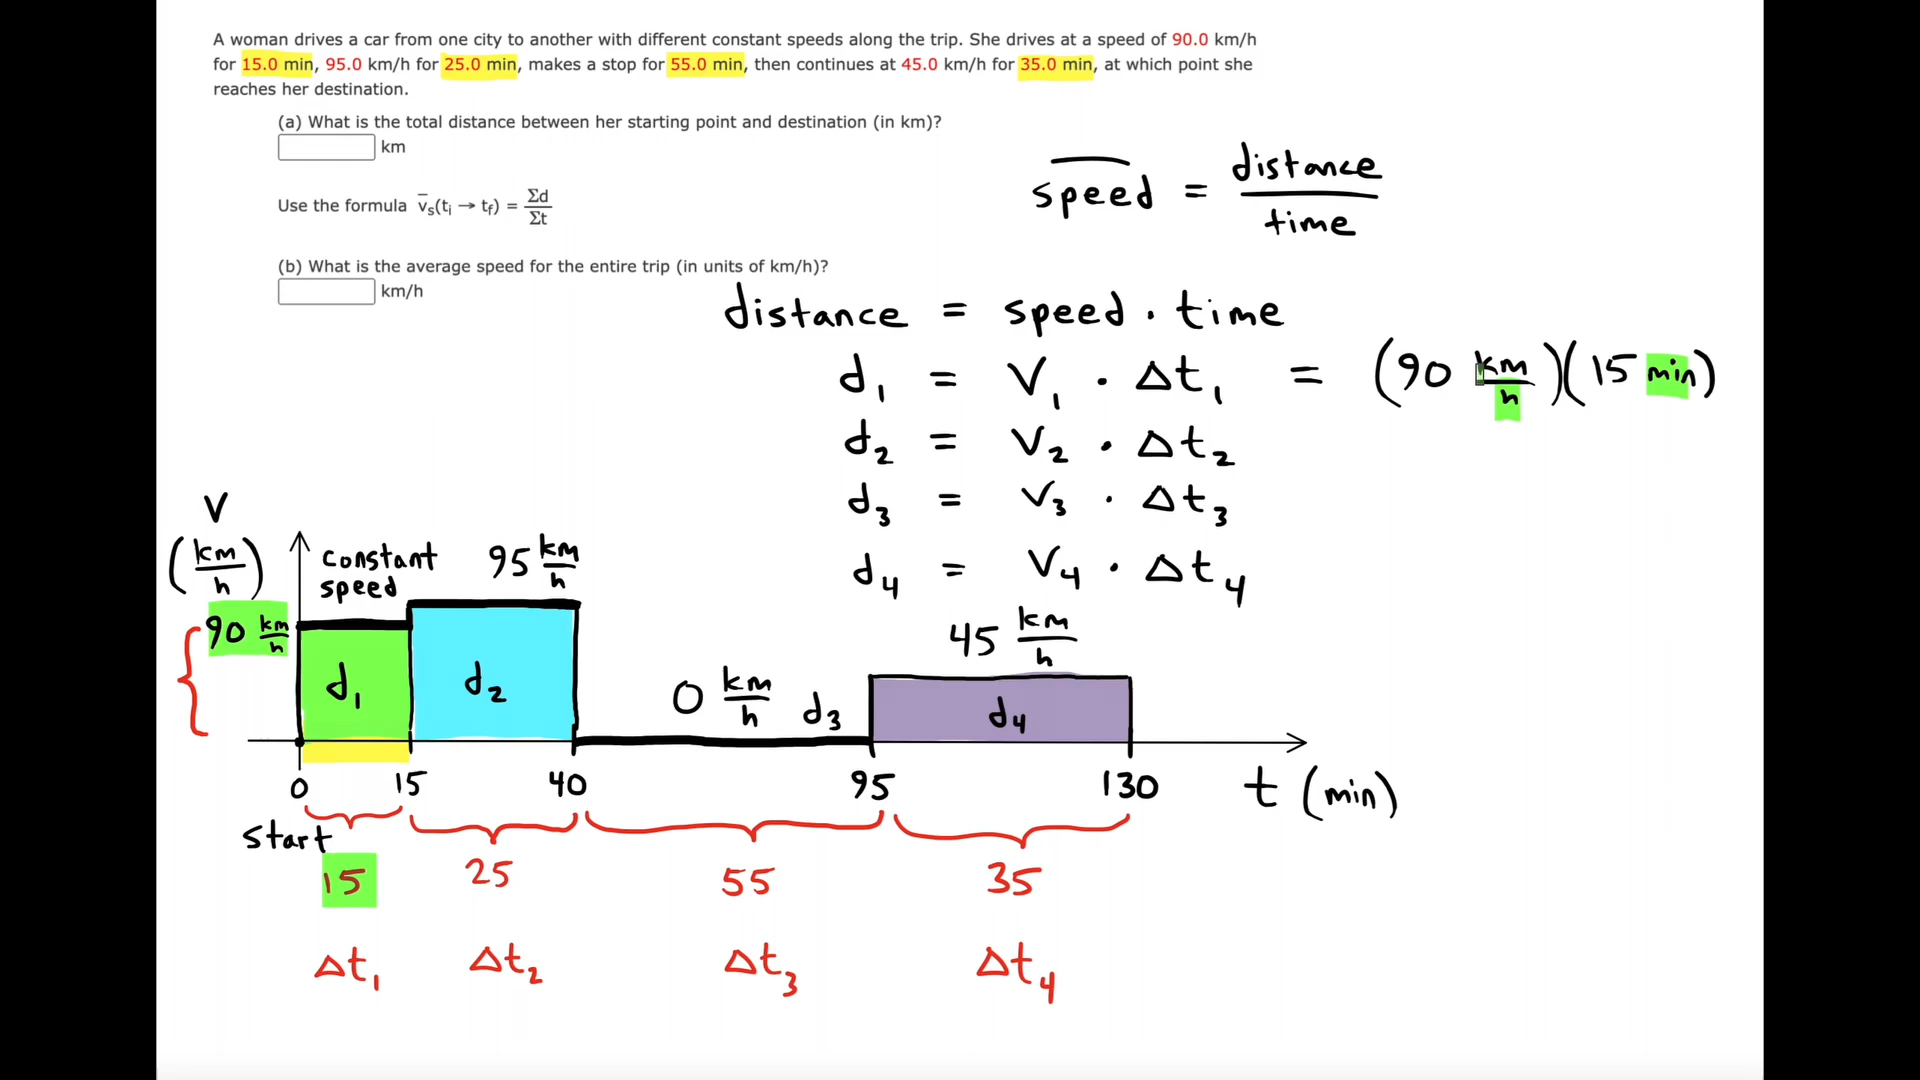 A woman drives a car from one city to another with different constant speeds along the trip. She drives at a speed of 90.0 km/h
for 15.0 min, 95.0 km/h for 25.0 min, makes a stop for 55.0 min, then continues at 45.0 km/h for 35.0 min, at which point she
reaches her destination.
(a) What is the total distance between her starting point and destination (in km)?
km
Use the formula v̄s(ti → tf) = Σd/Σt
(b) What is the average speed for the entire trip (in units of km/h)?
km/h
speed = distance/time
distance = speed · time
d₁ = v₁ · Δt₁ = (90 km/h)(15 min)
d₂ = v₂ · Δt₂
d₃ = v₃ · Δt₃
d₄ = v₄ · Δt₄
v
(km/h)
constant
speed
95 km/h
90 km/h
d₁
d₂
0 km/h
d₃
45 km/h
d₄
0 15 40 95 130 t (min)
start
15 25 55 35
Δt₁ Δt₂ Δt₃ Δt₄